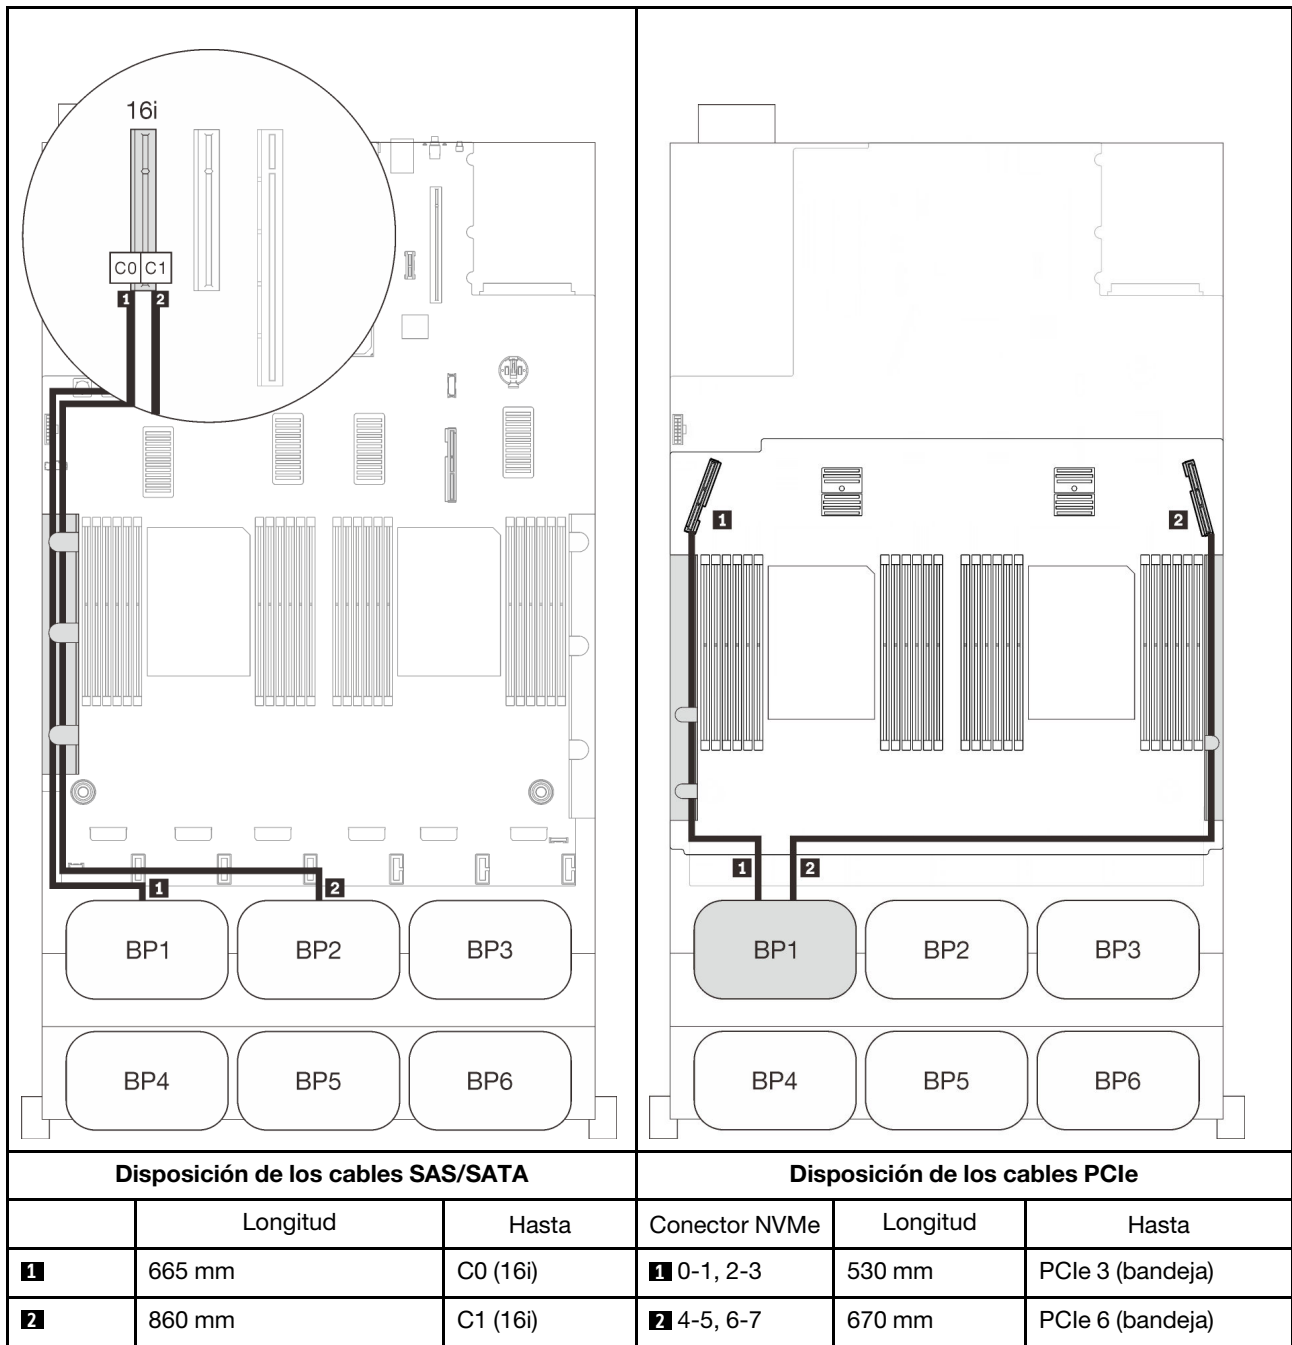 16i
C0 C1
1 2
1 2
BP1 BP2 BP3
BP4 BP5 BP6
1 2
1 2
BP1 BP2 BP3
BP4 BP5 BP6
Disposición de los cables SAS/SATA
Longitud Hasta
1 665 mm C0 (16i)
2 860 mm C1 (16i)
Disposición de los cables PCIe
Conector NVMe Longitud Hasta
1 0-1, 2-3 530 mm PCIe 3 (bandeja)
2 4-5, 6-7 670 mm PCIe 6 (bandeja)